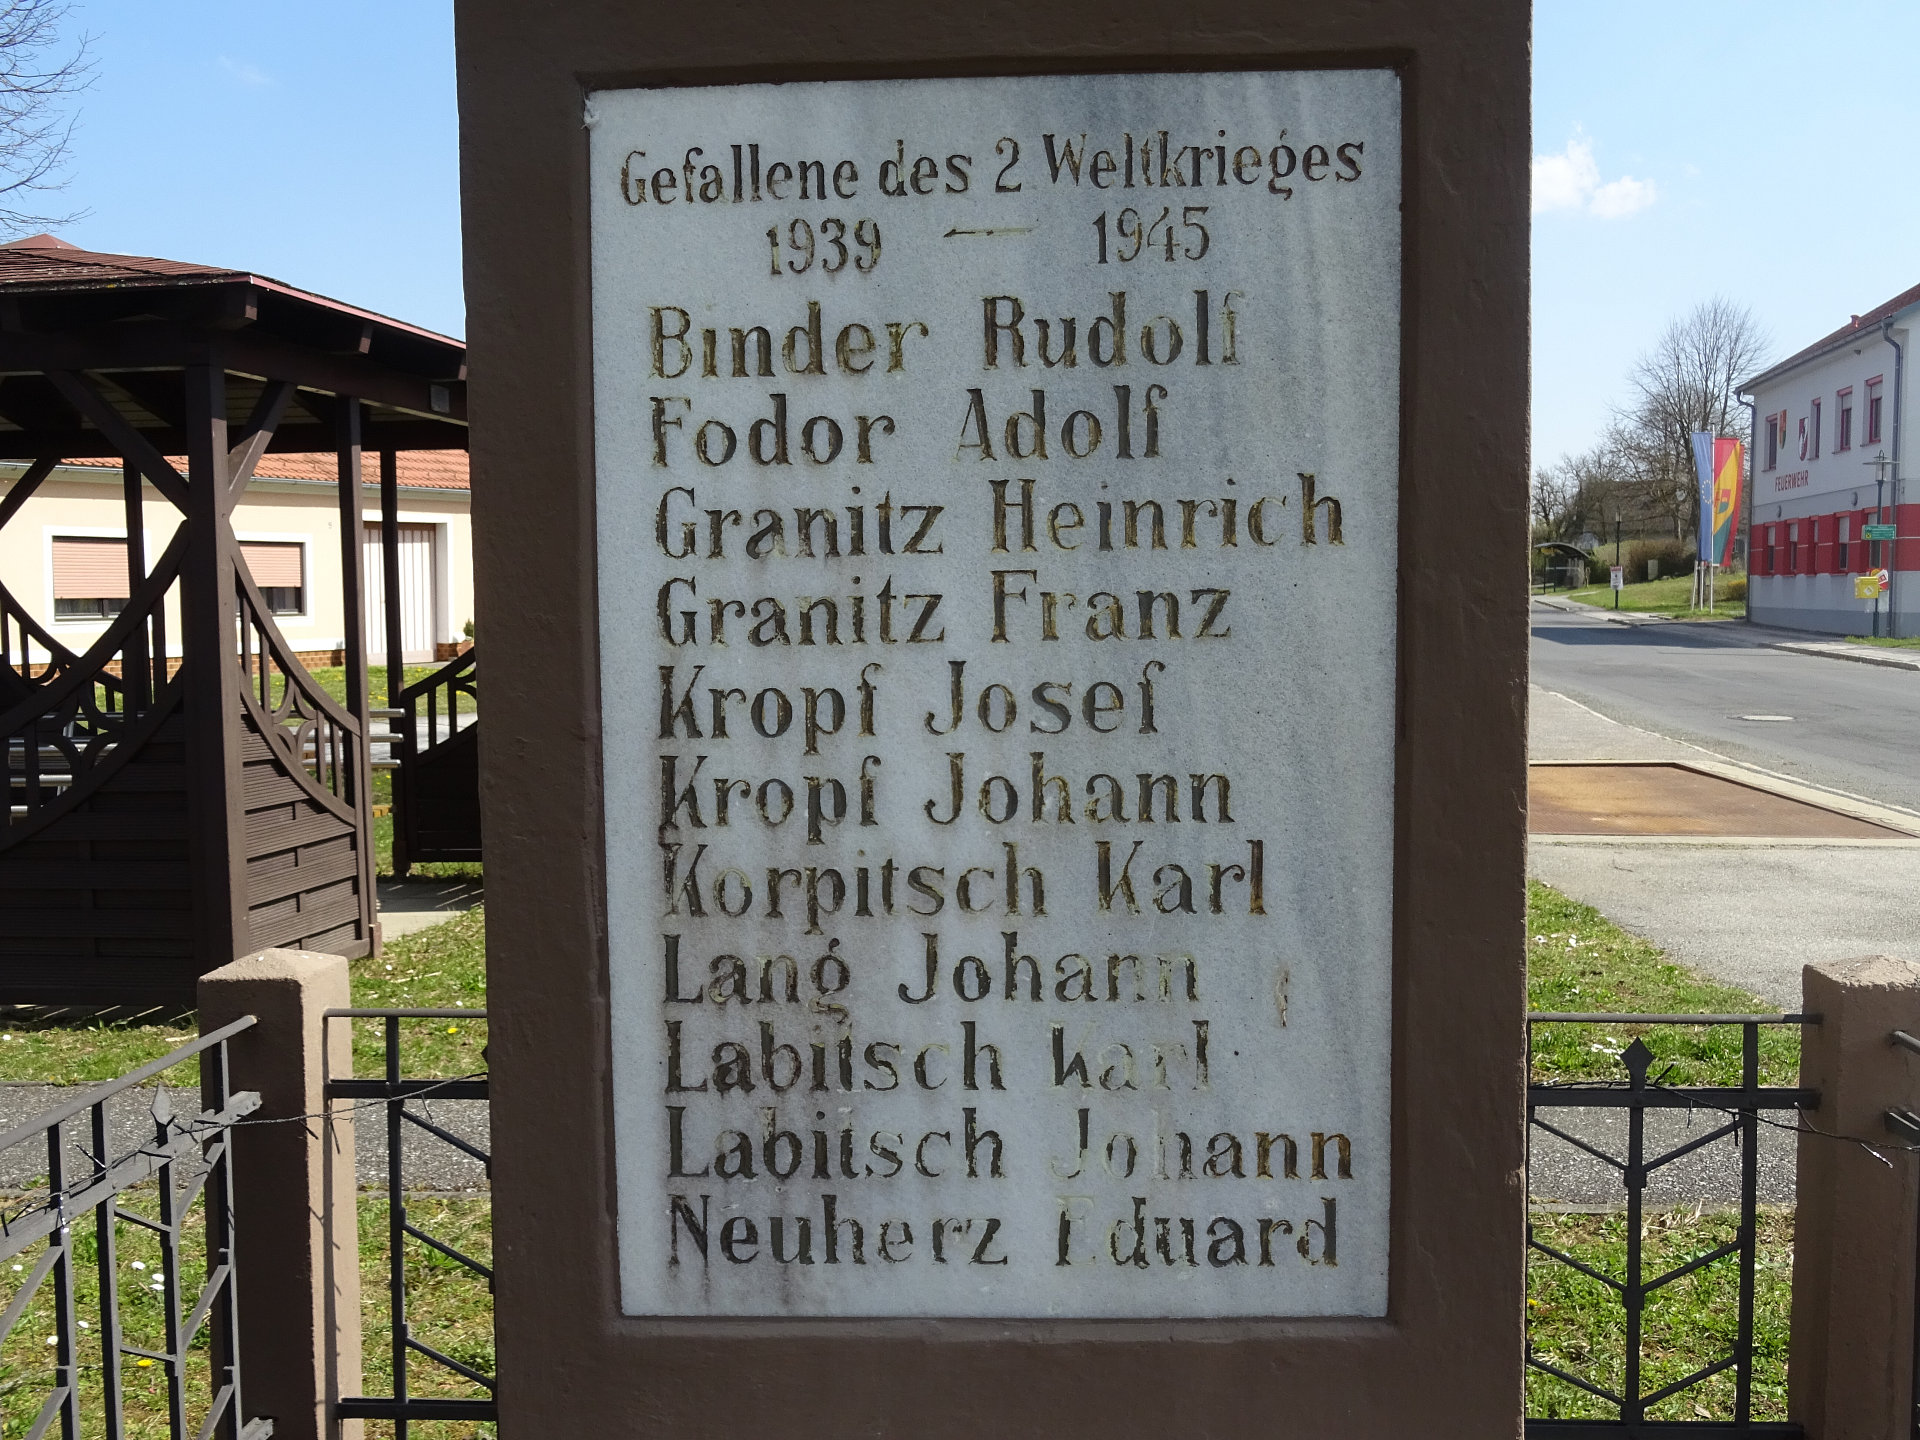 Gefallene des 2 Weltkrieges
1939 — 1945
Binder Rudolf
Fodor Adolf
Granitz Heinrich
Granitz Franz
Kropf Josef
Kropf Johann
Korpitsch Karl
Lang Johann
Labitsch Karl
Labitsch Johann
Neuherz Eduard
FEUERWEHR